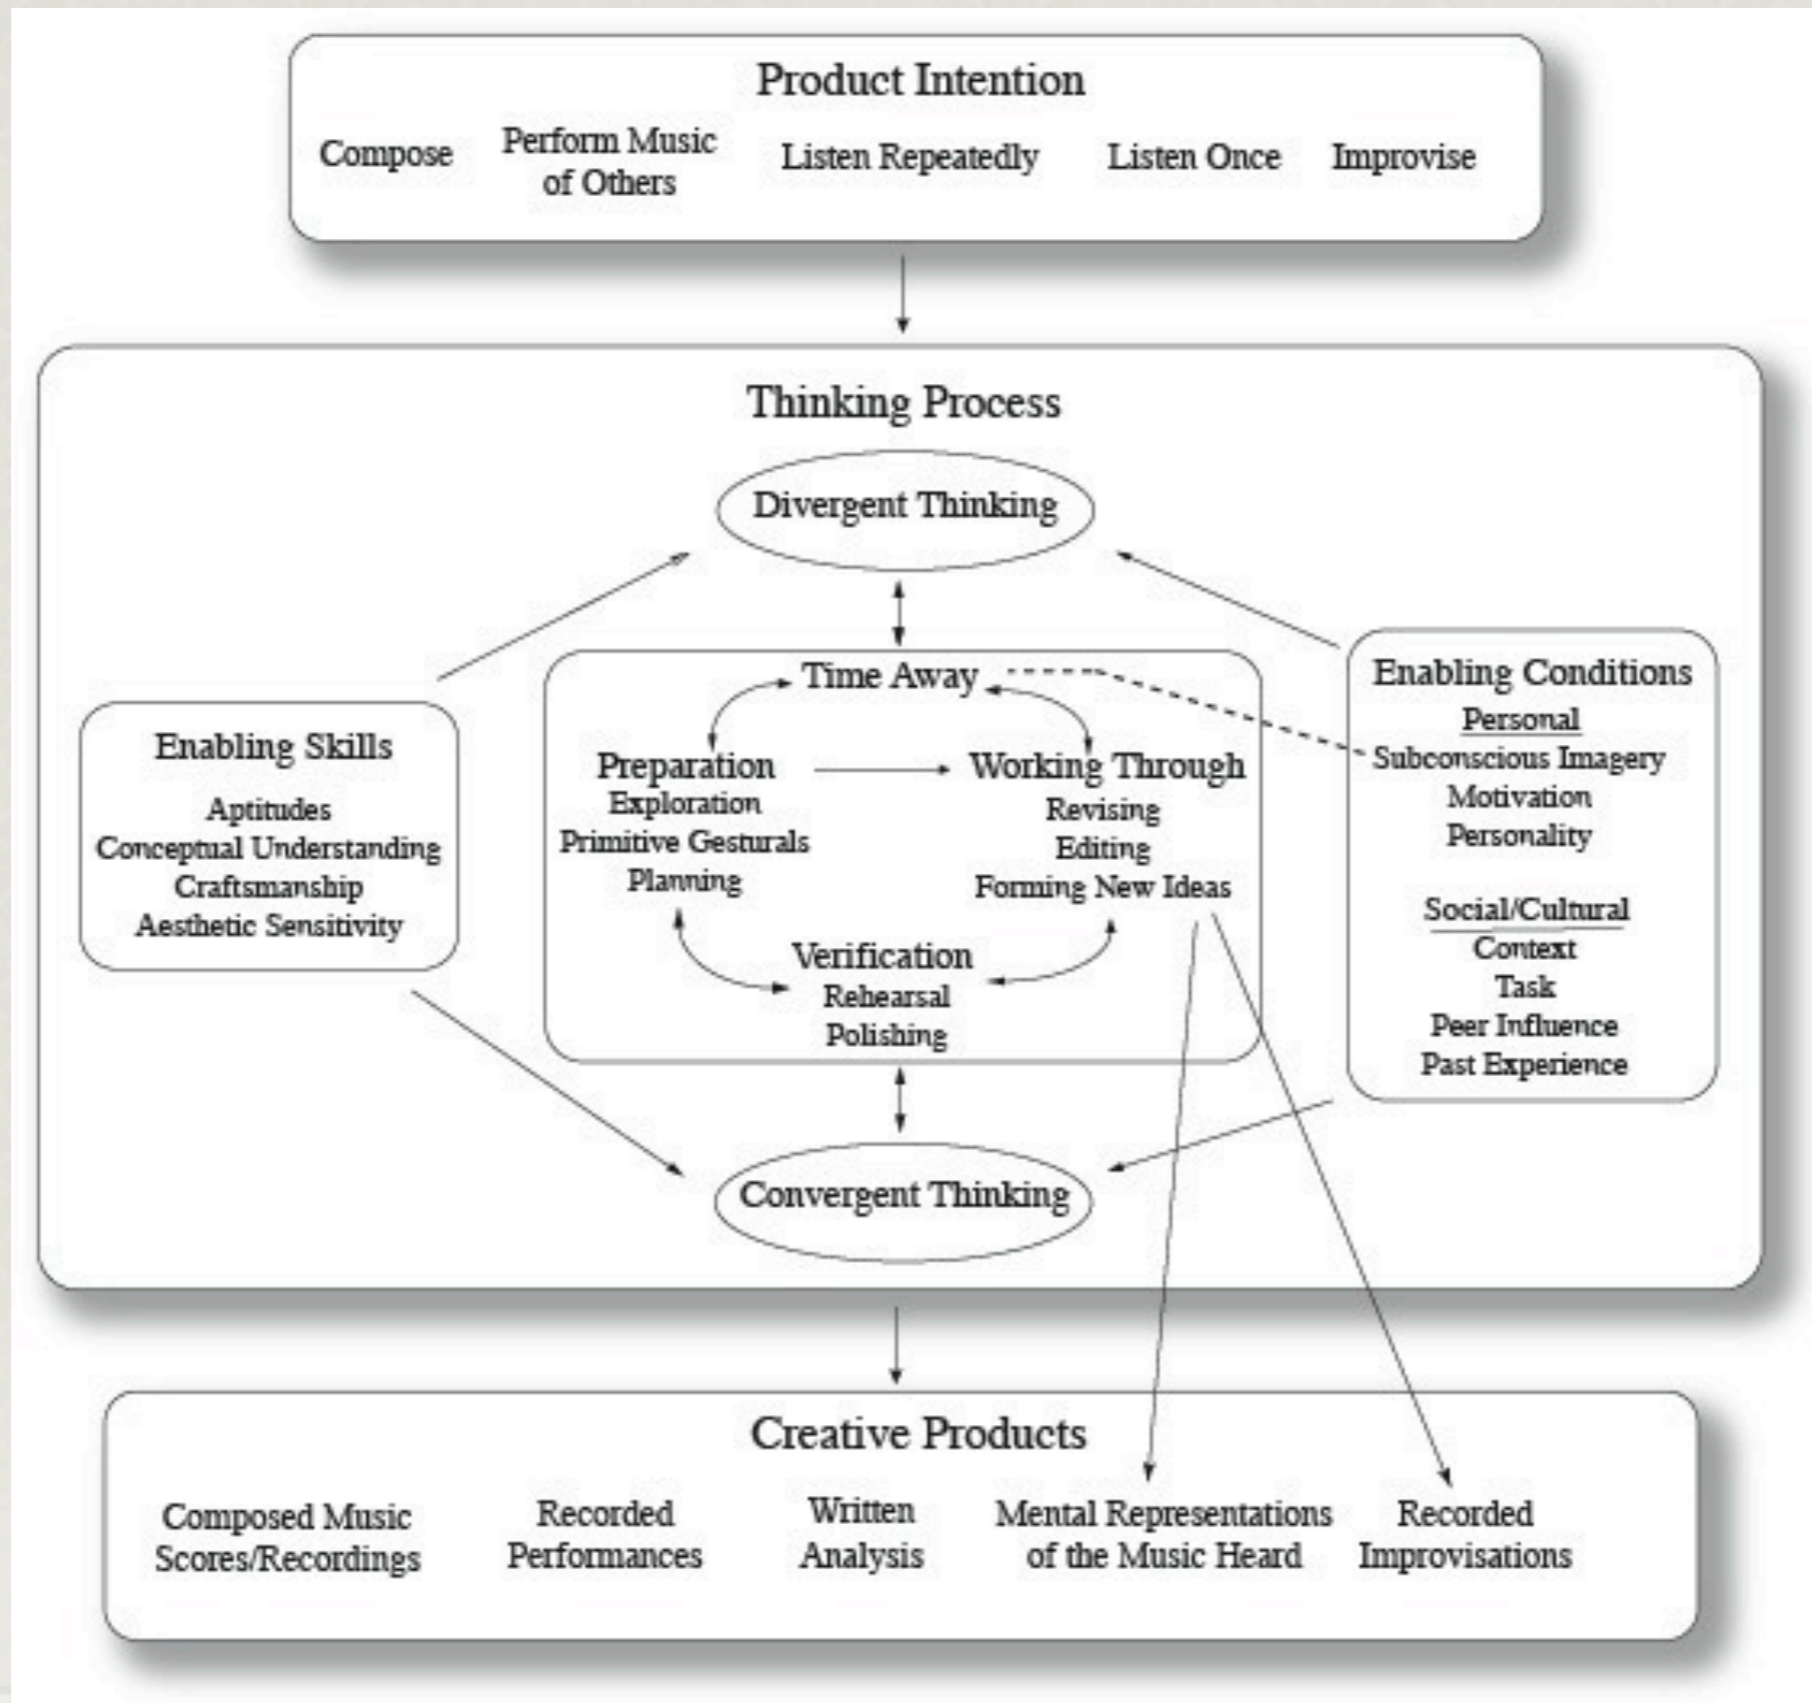 Product Intention
Compose
Perform Music
of Others
Listen Repeatedly
Listen Once
Improvise
Thinking Process
Divergent Thinking
Enabling Skills
Aptitudes
Conceptual Understanding
Craftsmanship
Aesthetic Sensitivity
Time Away
Preparation
Exploration
Primitive Gesturals
Planning
Working Through
Revising
Editing
Forming New Ideas
Verification
Rehearsal
Polishing
Enabling Conditions
Personal
Subconscious Imagery
Motivation
Personality
Social/Cultural
Context
Task
Peer Influence
Past Experience
Convergent Thinking
Creative Products
Composed Music
Scores/Recordings
Recorded
Performances
Written
Analysis
Mental Representations
of the Music Heard
Recorded
Improvisations